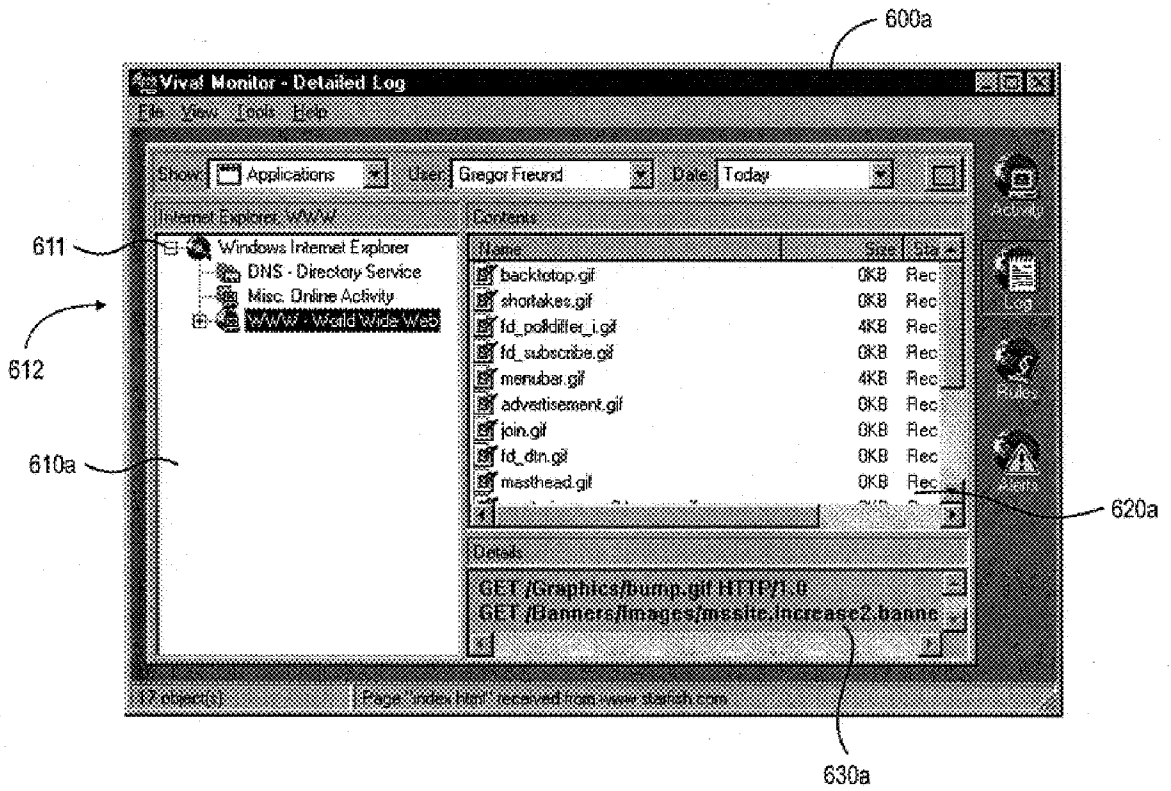 600a
Viva! Monitor - Detailed Log
File View Tools Help
Show: Applications User: Gregor Freund Date: Today
Activity
Internet Explorer, WWW
Contents
611
Windows Internet Explorer
DNS - Directory Service
Misc. Online Activity
WWW - World Wide Web
612
610a
Name Size Sta
backtotop.gif 0KB Rec
shortakes.gif 0KB Rec
fd_polldiffer_i.gif 4KB Rec
fd_subscribe.gif 0KB Rec
menubar.gif 4KB Rec
advertisement.gif 0KB Rec
join.gif 0KB Rec
fd_dtn.gif 0KB Rec
masthead.gif 0KB Rec
Log
Rules
Alerts
620a
Details
GET /Graphics/bump.gif HTTP/1.0
GET /Banners/Images/mssite.increase2.banne
630a
17 object(s)
Page "index.html" received from www.starfish.com